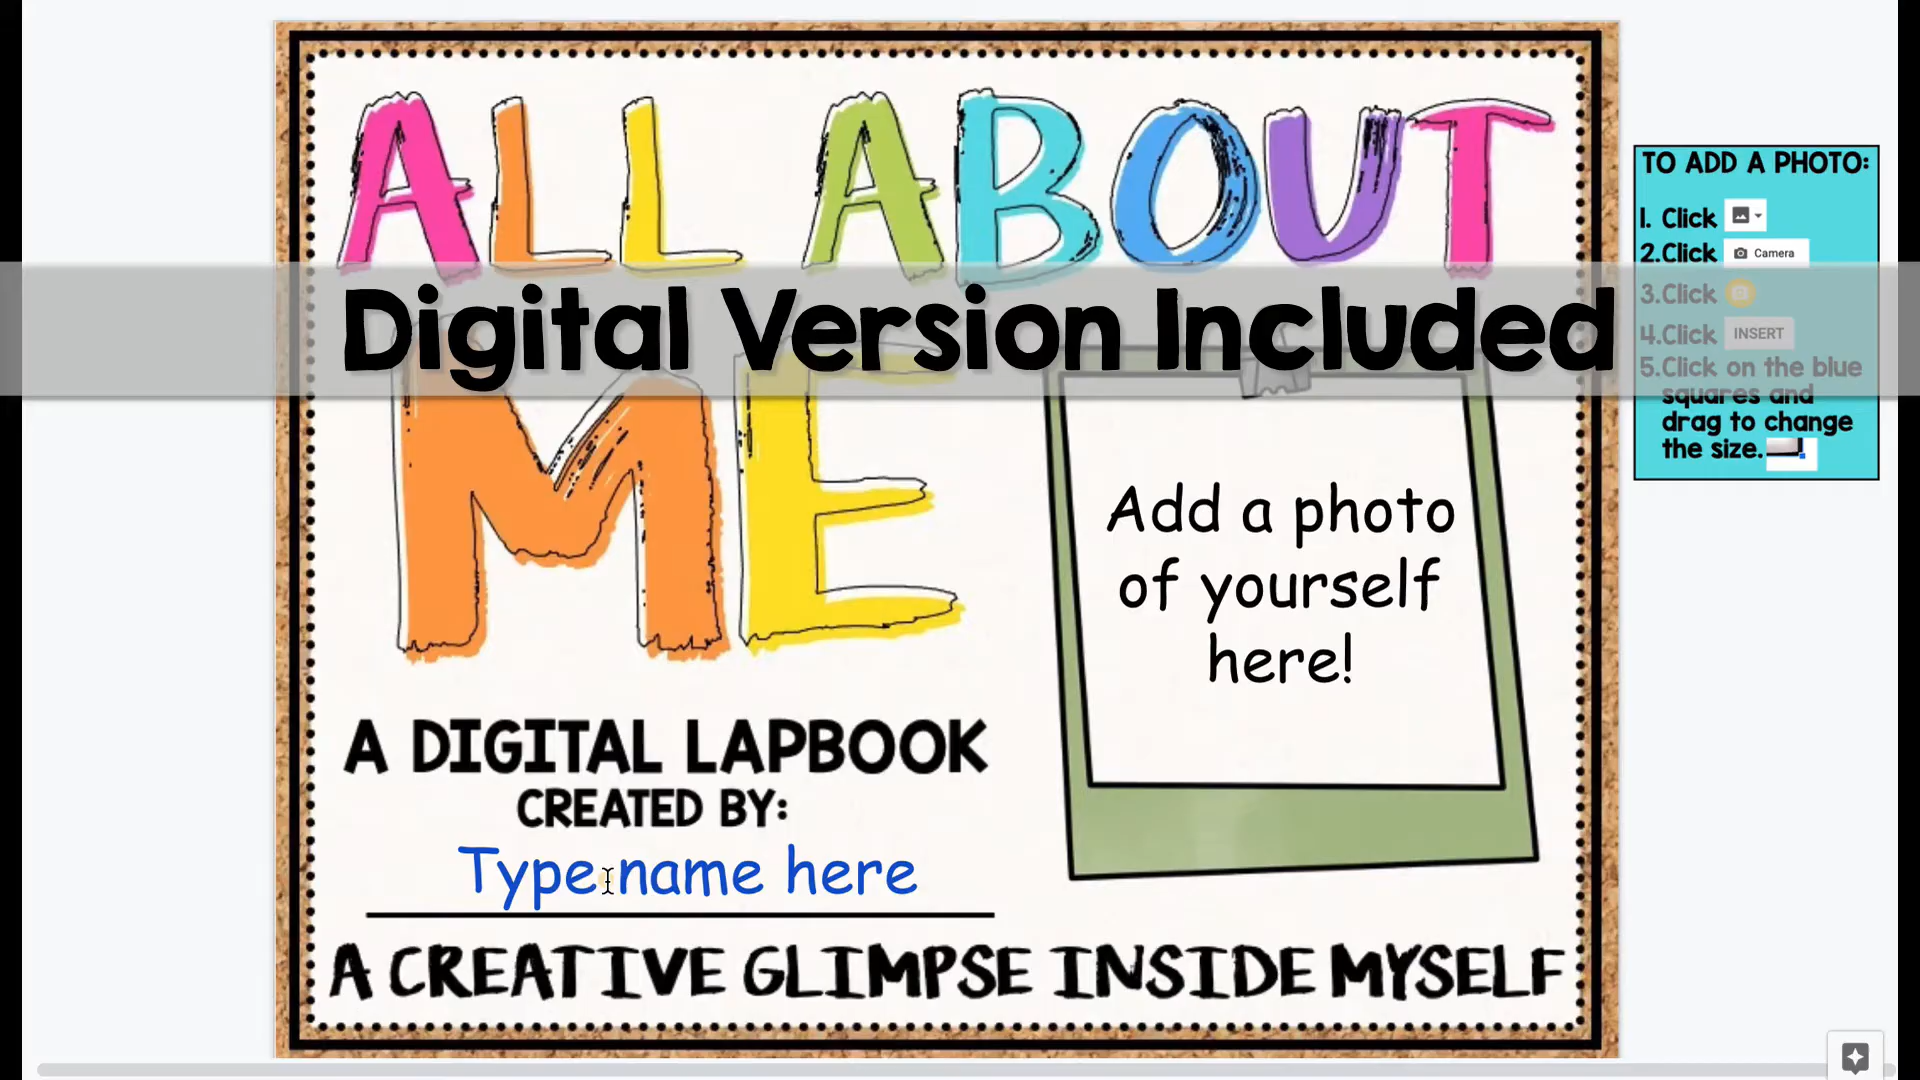 ALL ABOUT
ME
Digital Version Included
Add a photo
of yourself
here!
A DIGITAL LAPBOOK
CREATED BY:
Type name here
A CREATIVE GLIMPSE INSIDE MYSELF
TO ADD A PHOTO:
1. Click
2.Click Camera
3.Click
4.Click INSERT
5.Click on the blue
squares and
drag to change
the size.